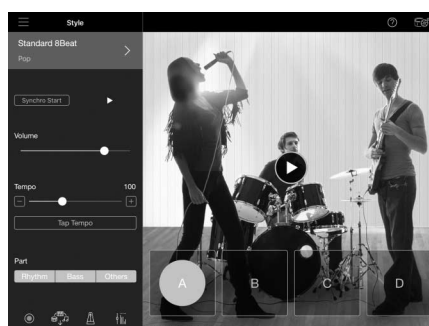 Style
Standard 8Beat
Pop
Synchro Start
Volume
Tempo 100
Tap Tempo
Part
Rhythm Bass Others
A B C D